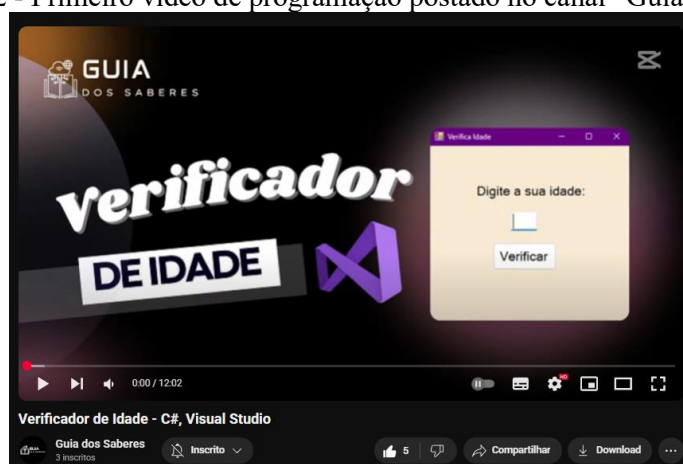 - Primeiro vídeo de programação postado no canal "Guia
GUIA
DOS SABERES
Verificador
DE IDADE
Verifica Idade
Digite a sua idade:
Verificar
0:00 / 12:02
HD
Verificador de Idade - C#, Visual Studio
Guia dos Saberes
3 inscritos
Inscrito
5
Compartilhar
Download